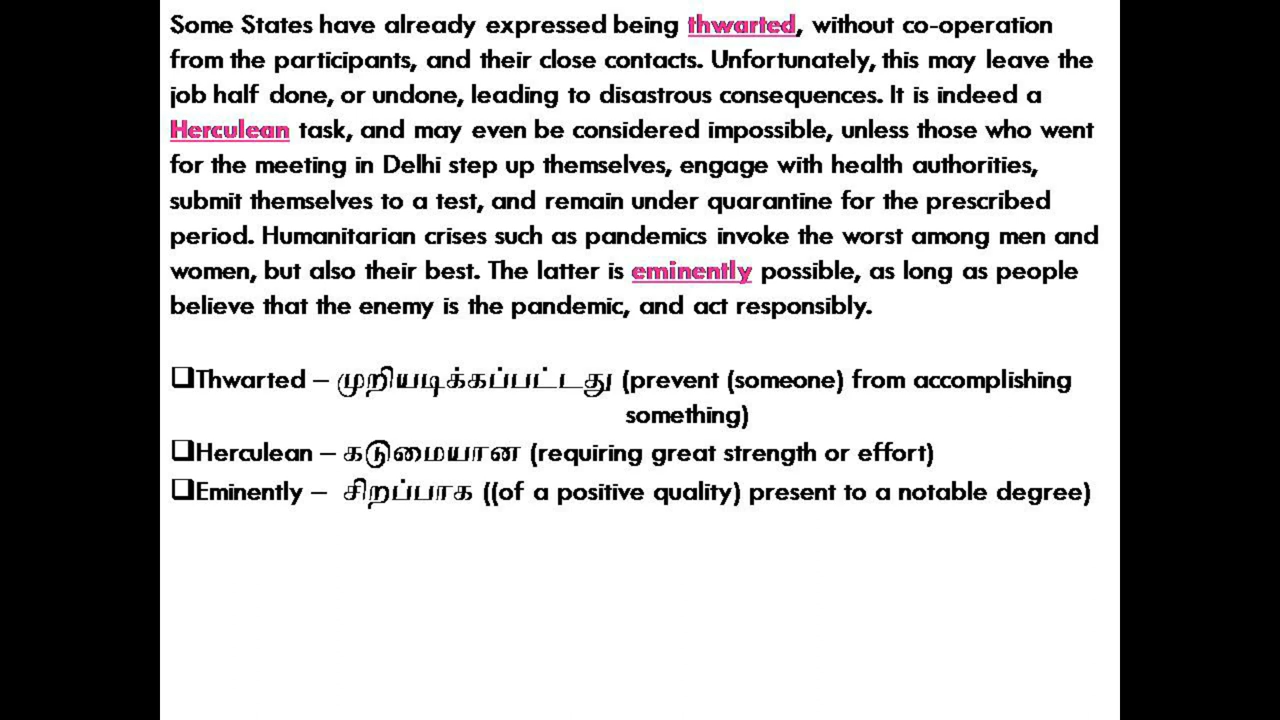 Some States have already expressed being thwarted, without co-operation
from the participants, and their close contacts. Unfortunately, this may leave the
job half done, or undone, leading to disastrous consequences. It is indeed a
Herculean task, and may even be considered impossible, unless those who went
for the meeting in Delhi step up themselves, engage with health authorities,
submit themselves to a test, and remain under quarantine for the prescribed
period. Humanitarian crises such as pandemics invoke the worst among men and
women, but also their best. The latter is eminently possible, as long as people
believe that the enemy is the pandemic, and act responsibly.
❑Thwarted – முறியடிக்கப்பட்டது (prevent (someone) from accomplishing
something)
❑Herculean – கடுமையான (requiring great strength or effort)
❑Eminently – சிறப்பாக ((of a positive quality) present to a notable degree)